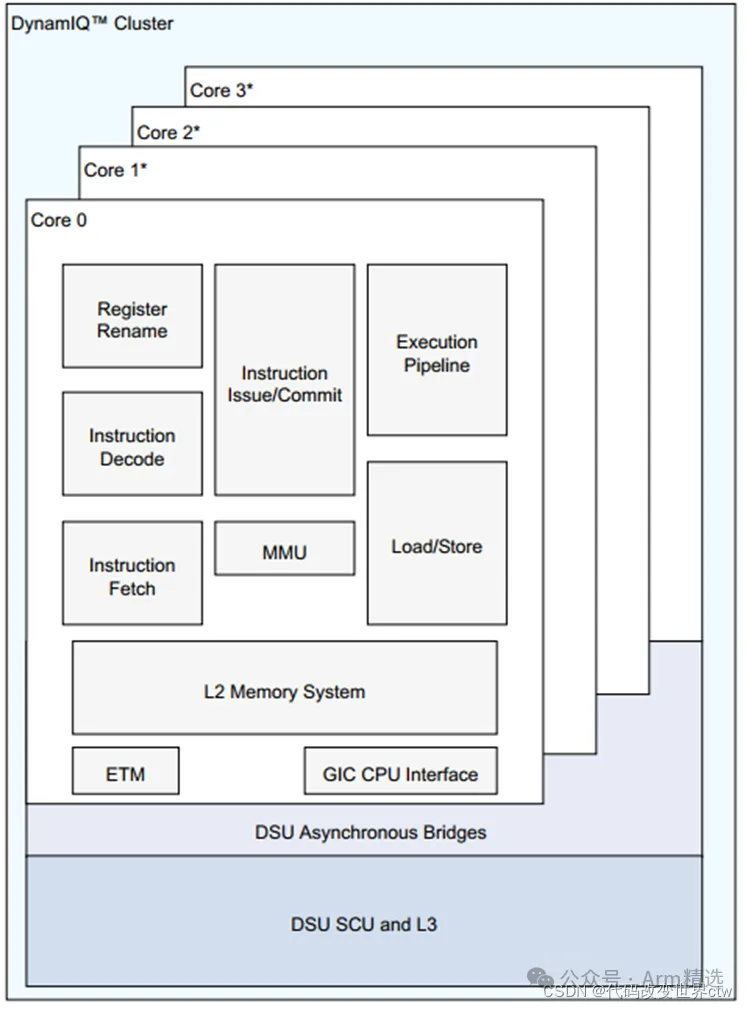 DynamIQ™ Cluster
Core 3*
Core 2*
Core 1*
Core 0
Register
Rename
Instruction
Issue/Commit
Execution
Pipeline
Instruction
Decode
Instruction
Fetch
MMU
Load/Store
L2 Memory System
ETM
GIC CPU Interface
DSU Asynchronous Bridges
DSU SCU and L3
公众号 · Arm精选
CSDN @代码改变世界ctw